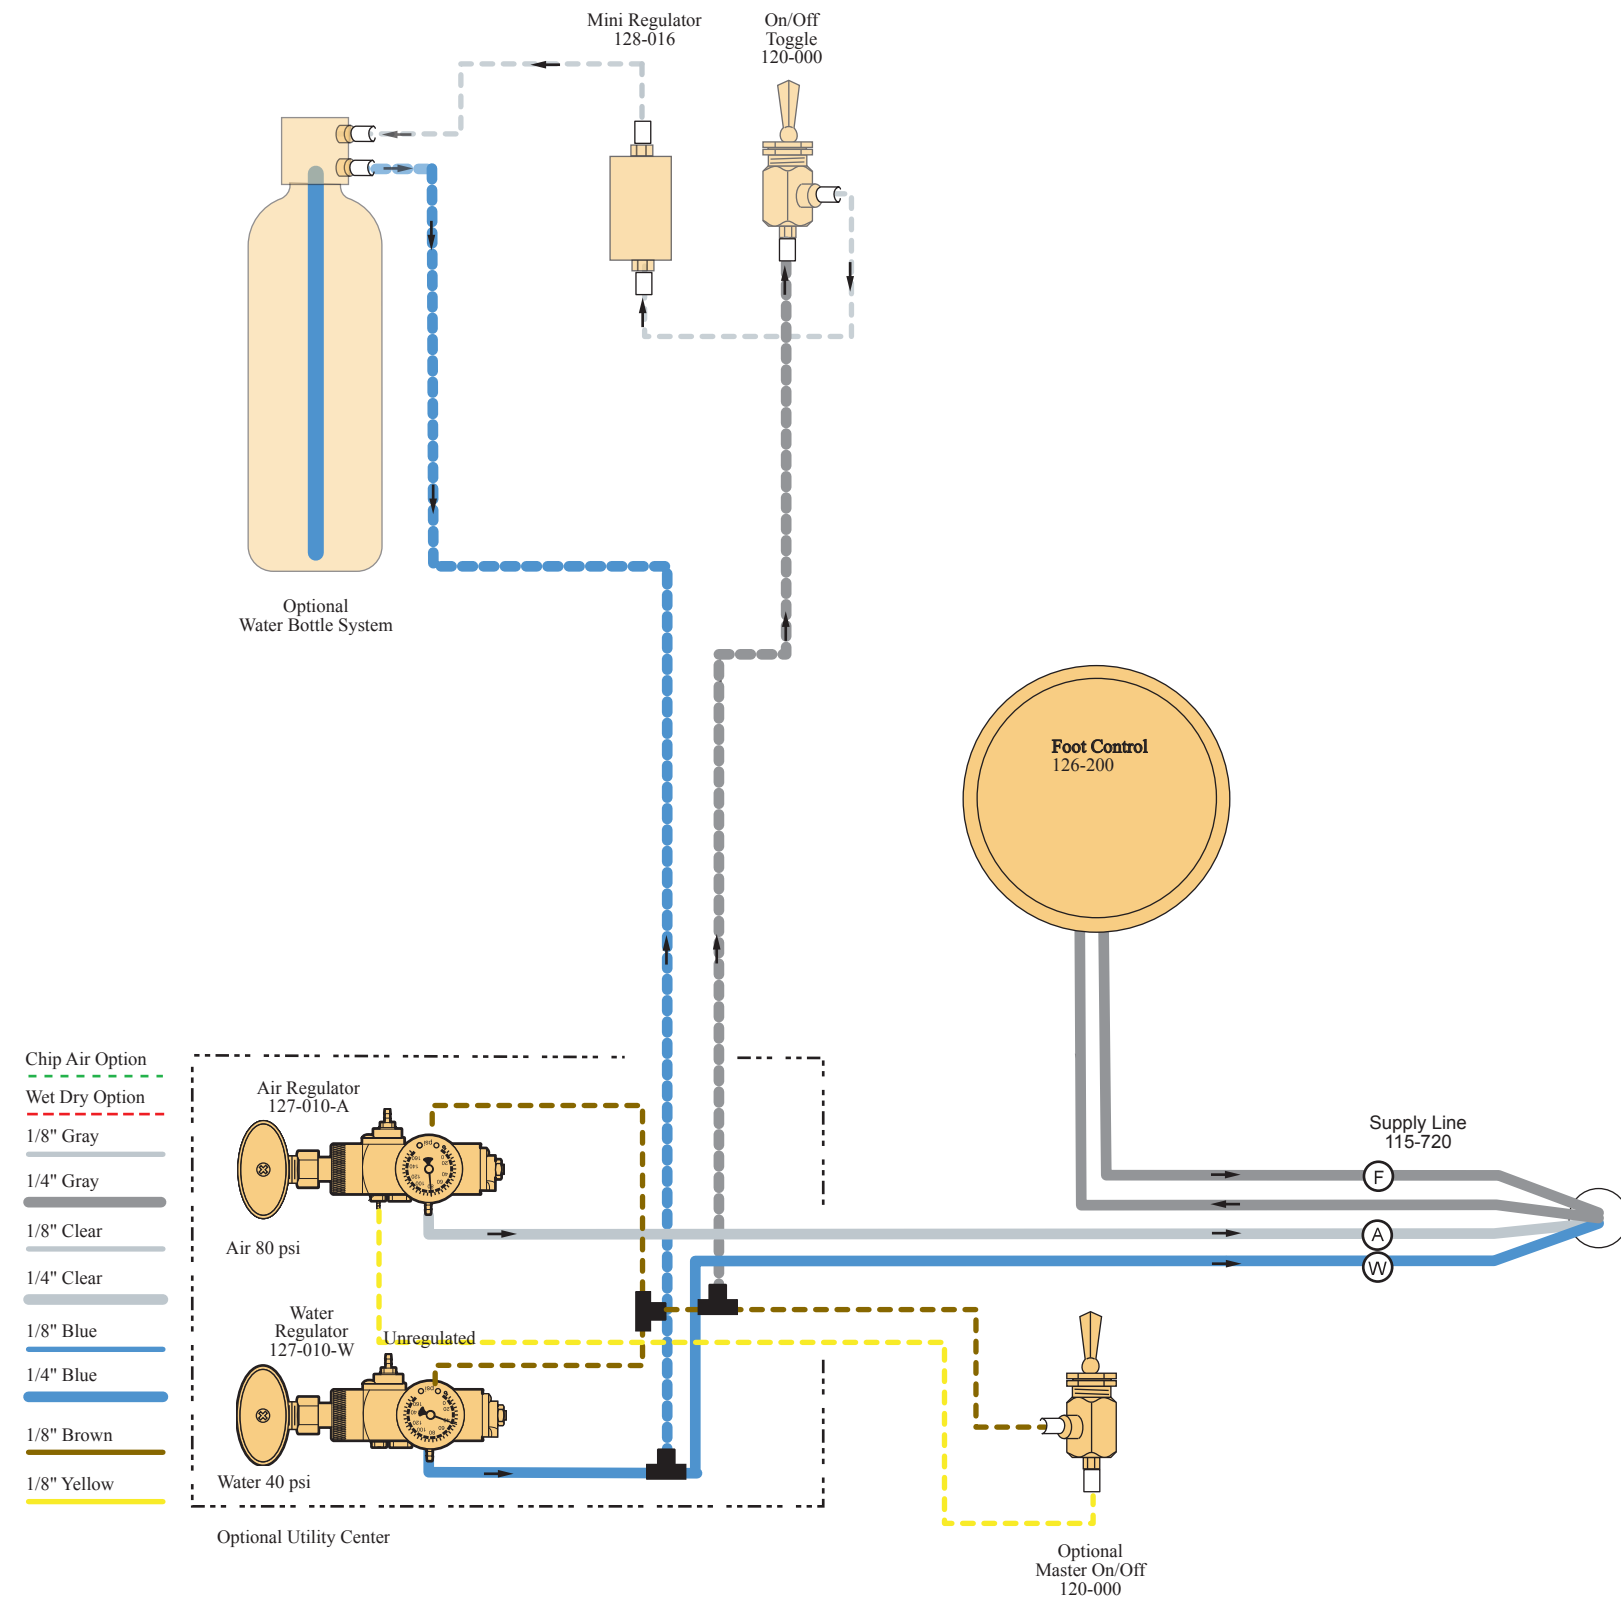 Mini Regulator
128-016
On/Off
Toggle
120-000
Optional
Water Bottle System
Foot Control
126-200
Chip Air Option
Wet Dry Option
1/8" Gray
1/4" Gray
1/8" Clear
1/4" Clear
1/8" Blue
1/4" Blue
1/8" Brown
1/8" Yellow
Air Regulator
127-010-A
Air 80 psi
Water
Regulator
127-010-W
Unregulated
Water 40 psi
Optional Utility Center
Supply Line
115-720
F
A
W
Optional
Master On/Off
120-000